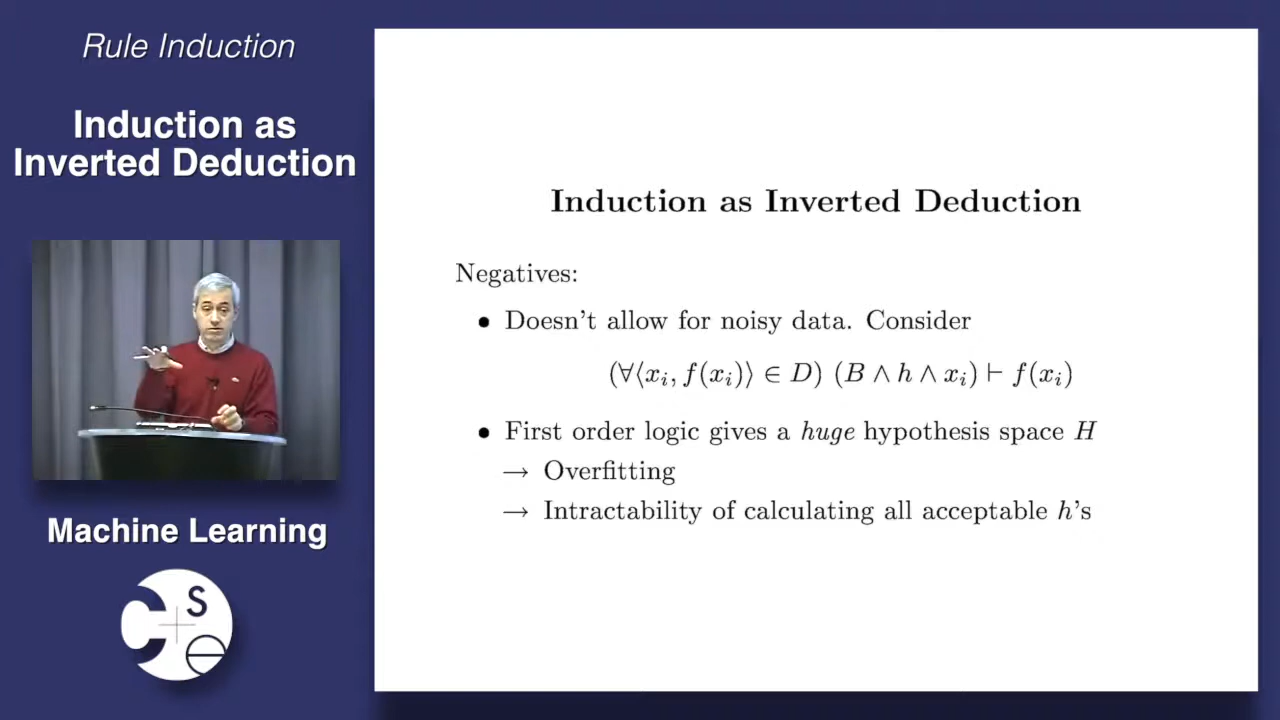 Rule Induction
Induction as
Inverted Deduction
Machine Learning
C + S e
Induction as Inverted Deduction
Negatives:
• Doesn't allow for noisy data. Consider
(∀⟨xᵢ, f(xᵢ)⟩ ∈ D) (B ∧ h ∧ xᵢ) ⊢ f(xᵢ)
• First order logic gives a huge hypothesis space H
→ Overfitting
→ Intractability of calculating all acceptable h's